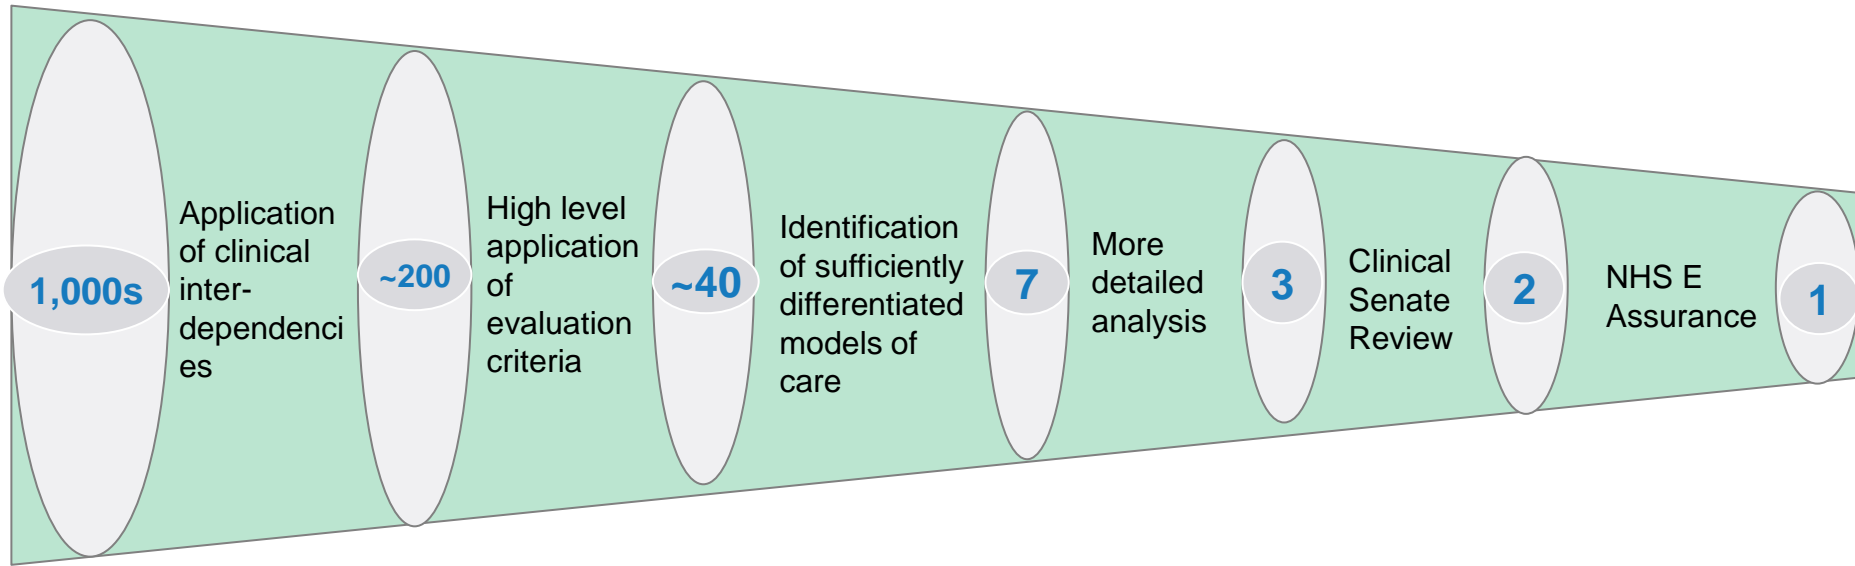 1,000s
Application
of clinical
inter-
dependenci
es
~200
High level
application
of
evaluation
criteria
~40
Identification
of sufficiently
differentiated
models of
care
7
More
detailed
analysis
3
Clinical
Senate
Review
2
NHS E
Assurance
1